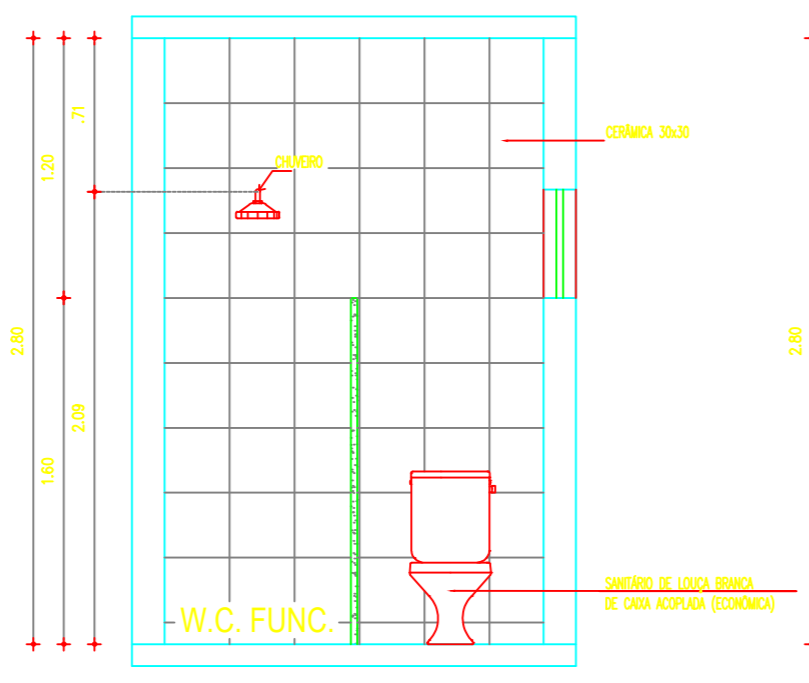 .71
CERÂMICA 30x30
1.20
CHUVEIRO
2.80
2.80
2.09
1.60
SANITÁRIO DE LOUÇA BRANCA
DE CAIXA ACOPLADA (ECONÔMICA)
W.C. FUNC.